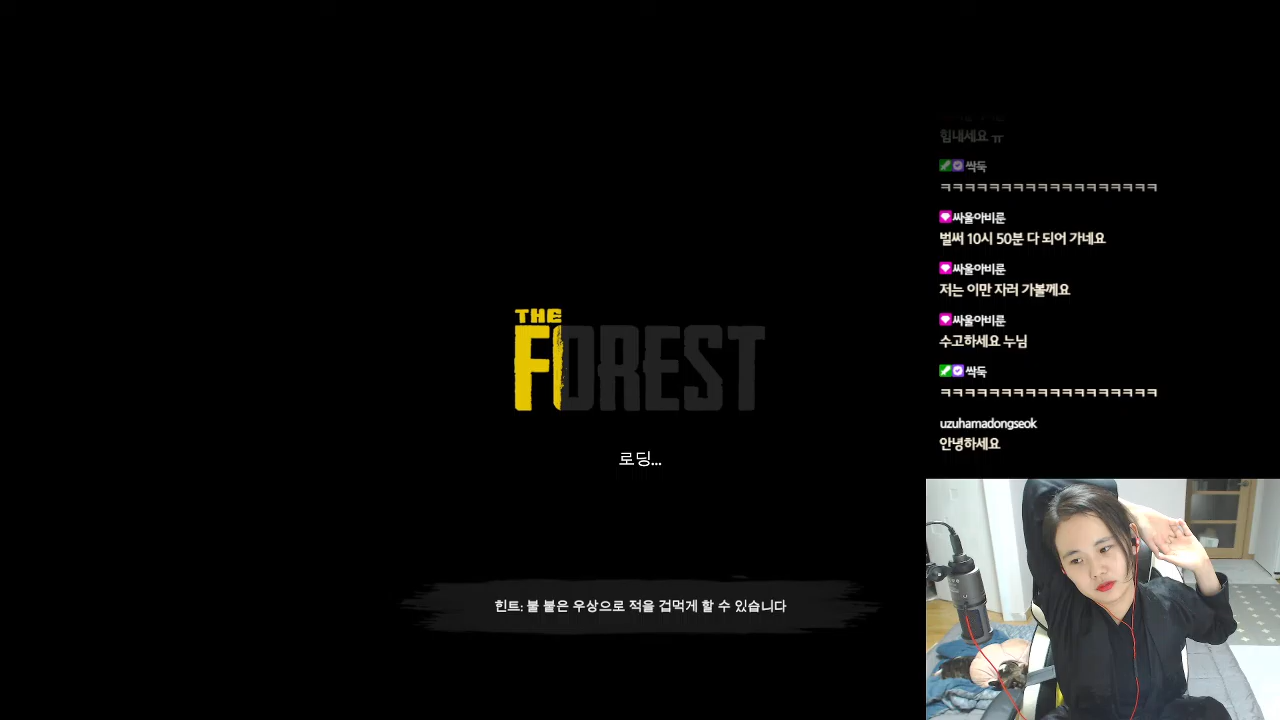 THE
FOREST
로딩...
힌트: 불 붙은 우상으로 적을 겁먹게 할 수 있습니다
힘내세요 ㅠ
싹둑
ㅋㅋㅋㅋㅋㅋㅋㅋㅋㅋㅋㅋㅋㅋㅋㅋㅋㅋ
싸울아비룬
벌써 10시 50분 다 되어 가네요
싸울아비룬
저는 이만 자러 가볼께요
싸울아비룬
수고하세요 누님
싹둑
ㅋㅋㅋㅋㅋㅋㅋㅋㅋㅋㅋㅋㅋㅋㅋㅋㅋㅋ
uzuhamadongseok
안녕하세요